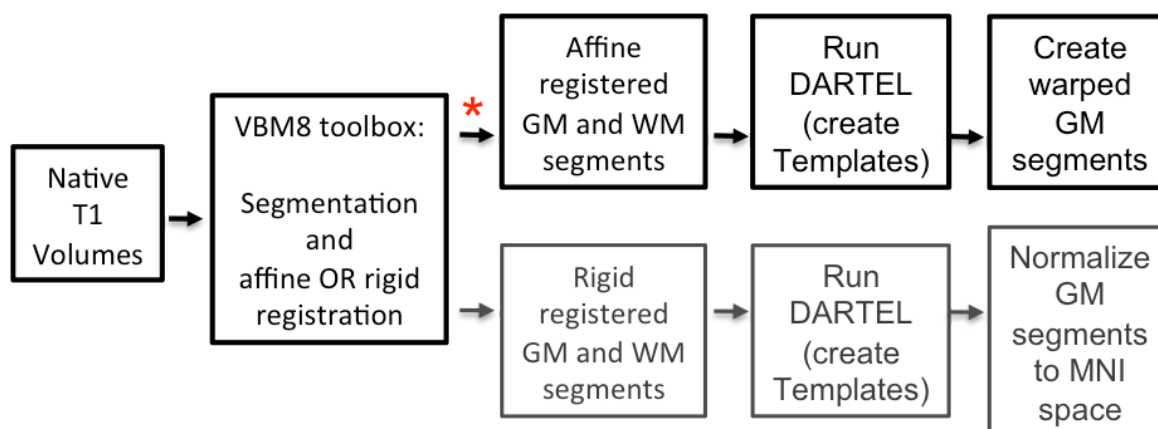 Native
T1
Volumes
VBM8 toolbox:
Segmentation
and
affine OR rigid
registration
*
Affine
registered
GM and WM
segments
Run
DARTEL
(create
Templates)
Create
warped
GM
segments
Rigid
registered
GM and WM
segments
Run
DARTEL
(create
Templates)
Normalize
GM
segments
to MNI
space